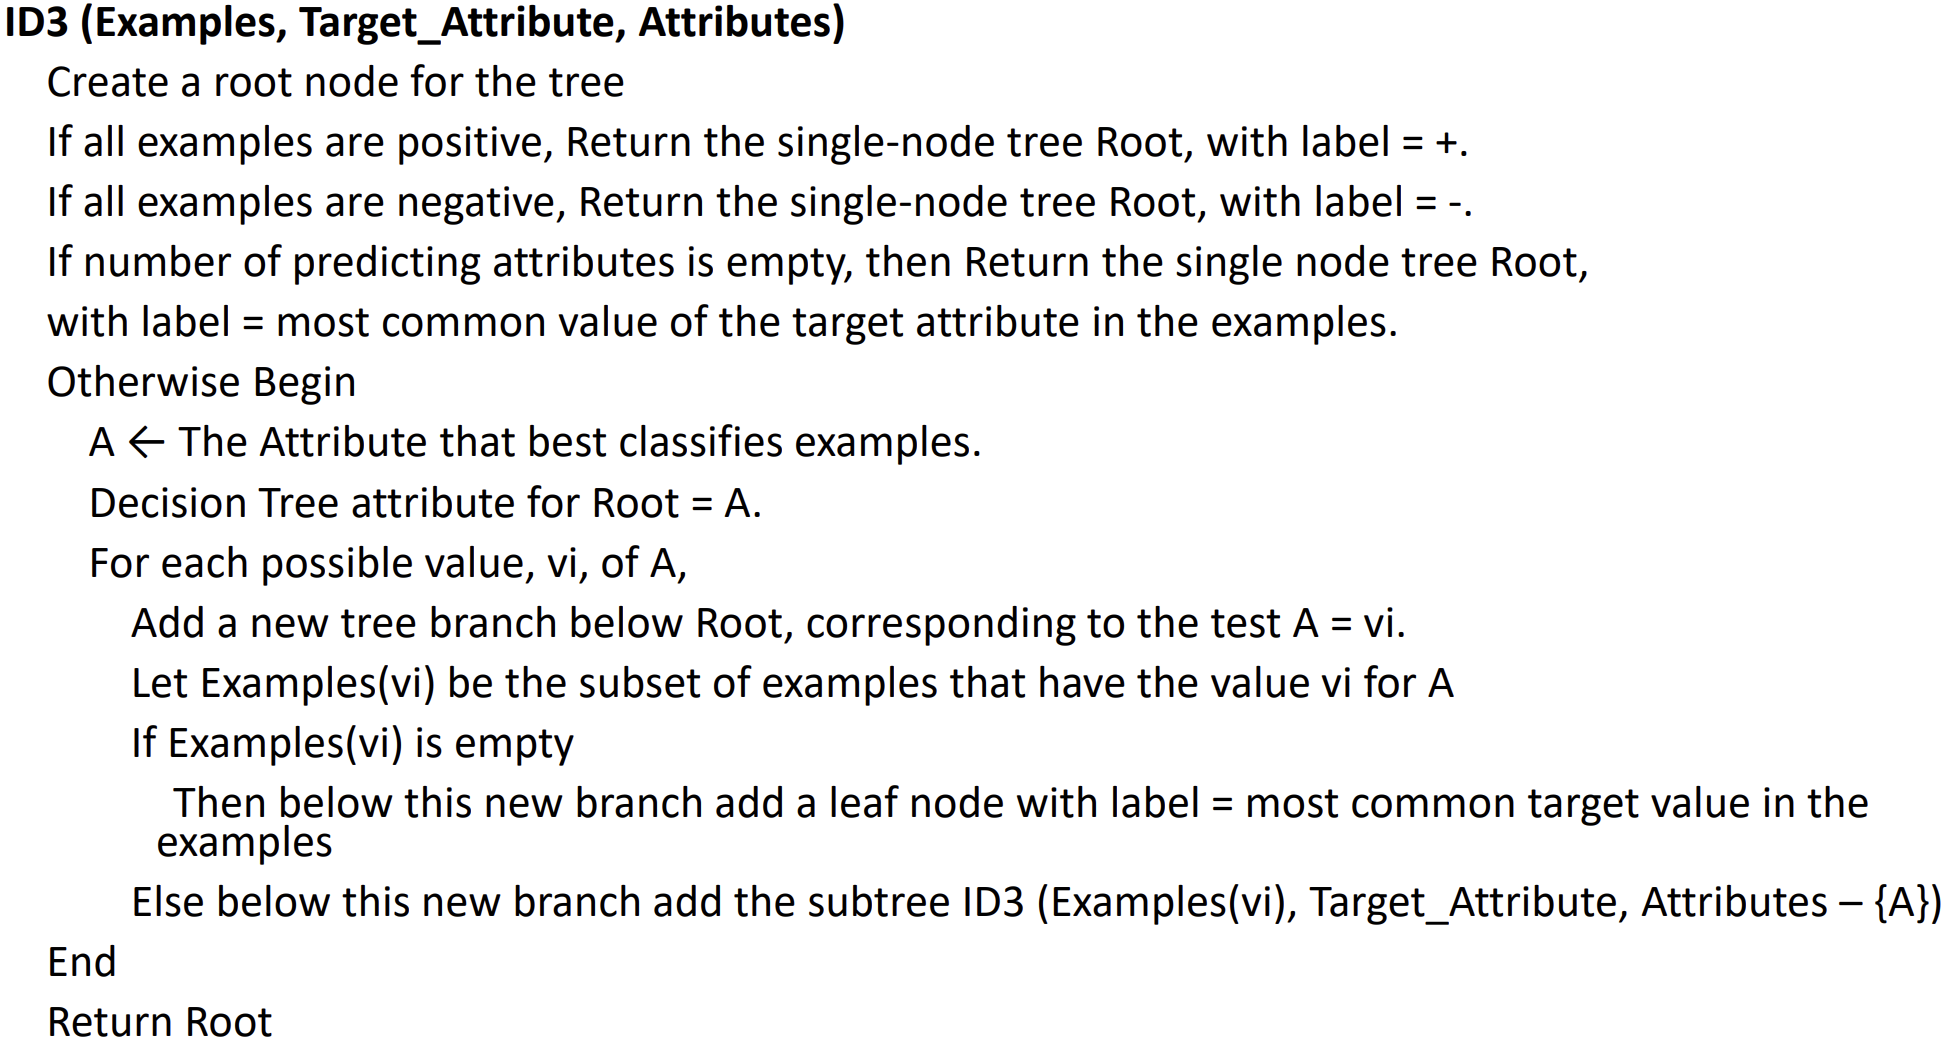 ID3 (Examples, Target_Attribute, Attributes)
Create a root node for the tree
If all examples are positive, Return the single-node tree Root, with label = +.
If all examples are negative, Return the single-node tree Root, with label = -.
If number of predicting attributes is empty, then Return the single node tree Root,
with label = most common value of the target attribute in the examples.
Otherwise Begin
A ← The Attribute that best classifies examples.
Decision Tree attribute for Root = A.
For each possible value, vi, of A,
Add a new tree branch below Root, corresponding to the test A = vi.
Let Examples(vi) be the subset of examples that have the value vi for A
If Examples(vi) is empty
Then below this new branch add a leaf node with label = most common target value in the
examples
Else below this new branch add the subtree ID3 (Examples(vi), Target_Attribute, Attributes – {A})
End
Return Root